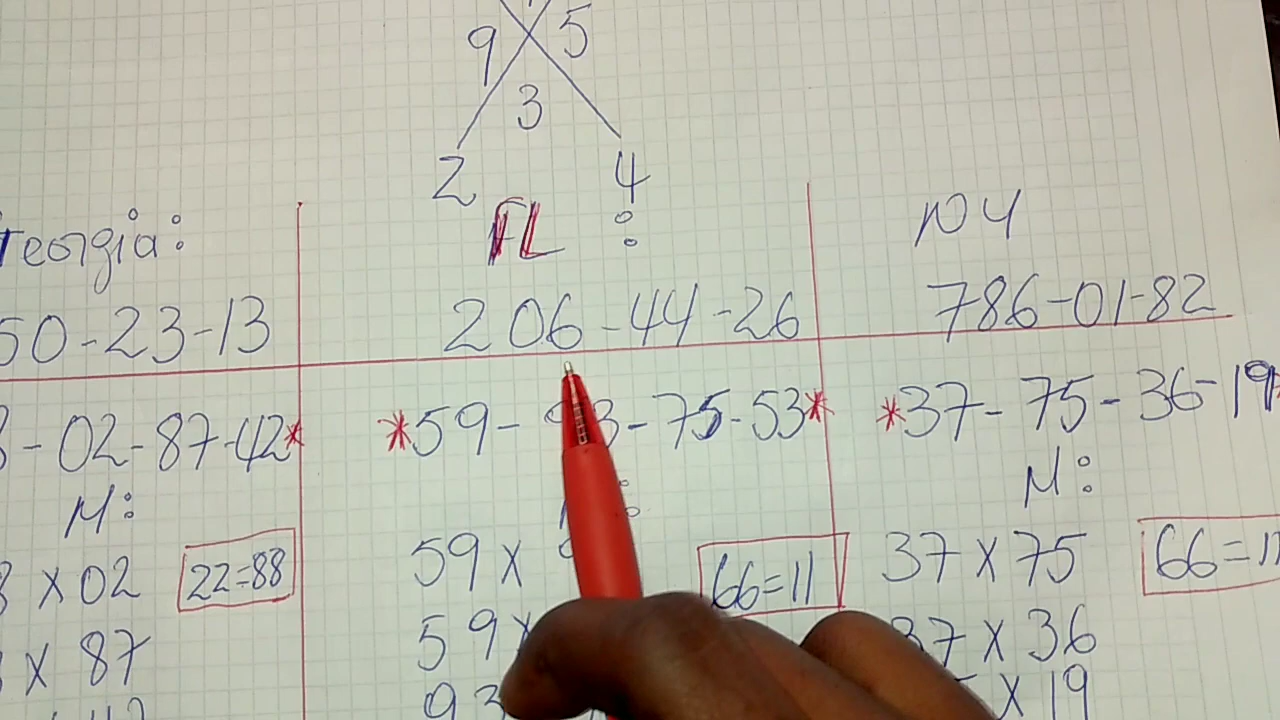 9 5
3
2 4
FL :
206-44-26
59- -75-53*
59 x
66=11
59
eorgia:
50-23-13
- 02-87-42*
M:
x 02
22=88
x 87
NY
786-01-82
*37-75-36-19
M:
37 x 75
66=1
37 x 36
x 19